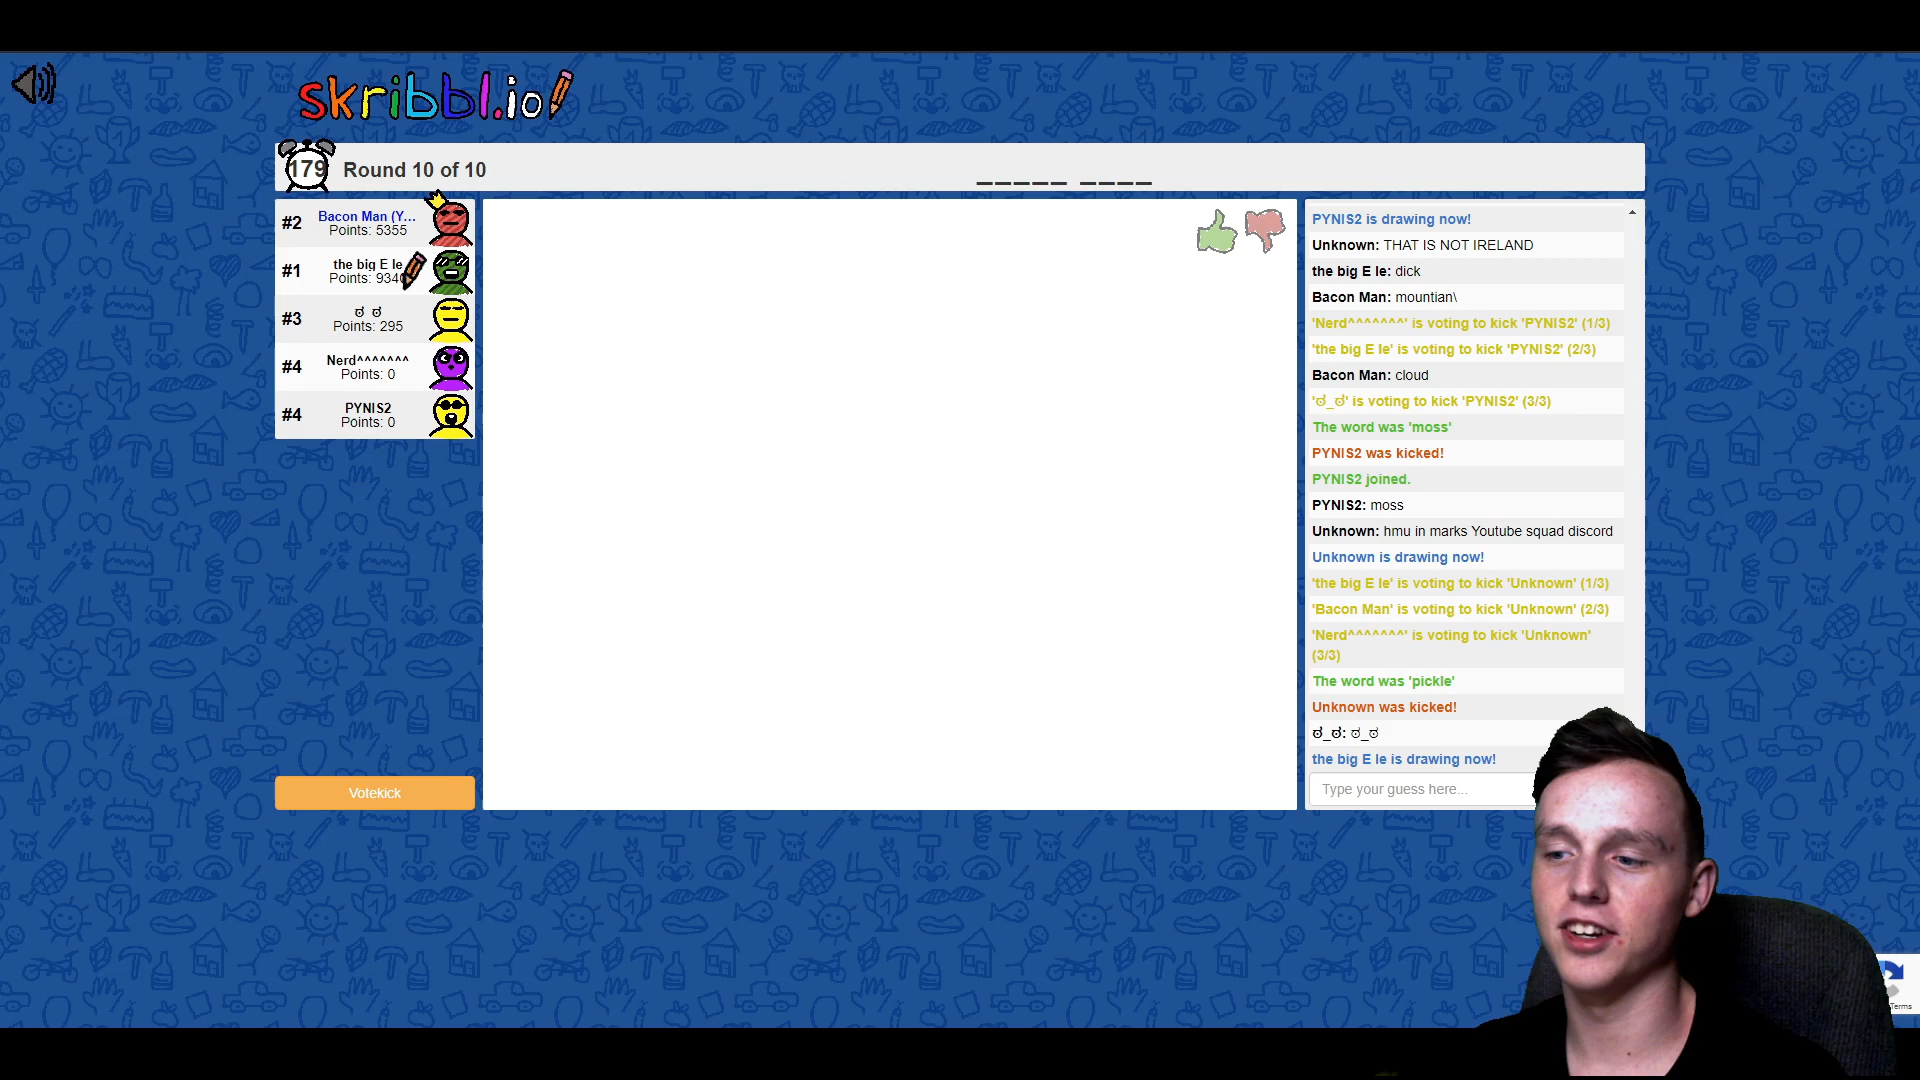 skribbl.io
179
Round 10 of 10
_____ ____
#2
Bacon Man (Y...
Points: 5355
#1
the big E le
Points: 9340
#3
ಠ_ಠ
Points: 295
#4
Nerd^^^^^^^
Points: 0
#4
PYNIS2
Points: 0
Votekick
PYNIS2 is drawing now!
Unknown: THAT IS NOT IRELAND
the big E le: dick
Bacon Man: mountian\
'Nerd^^^^^^^' is voting to kick 'PYNIS2' (1/3)
'the big E le' is voting to kick 'PYNIS2' (2/3)
Bacon Man: cloud
'ಠ_ಠ' is voting to kick 'PYNIS2' (3/3)
The word was 'moss'
PYNIS2 was kicked!
PYNIS2 joined.
PYNIS2: moss
Unknown: hmu in marks Youtube squad discord
Unknown is drawing now!
'the big E le' is voting to kick 'Unknown' (1/3)
'Bacon Man' is voting to kick 'Unknown' (2/3)
'Nerd^^^^^^^' is voting to kick 'Unknown'
(3/3)
The word was 'pickle'
Unknown was kicked!
ಠ_ಠ: ಠ_ಠ
the big E le is drawing now!
Type your guess here...
Terms